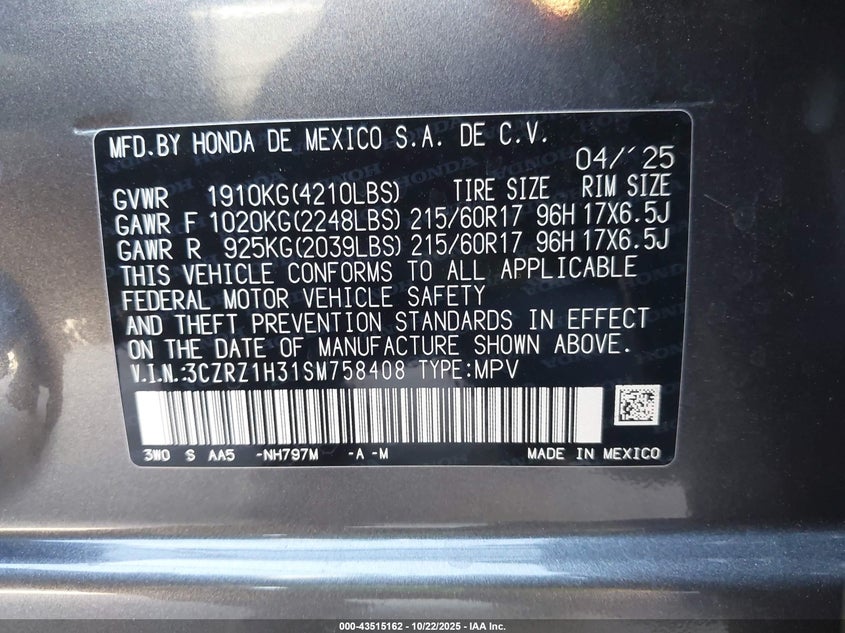 MFD.BY HONDA DE MEXICO S.A. DE C.V.
04/´25
GVWR 1910KG(4210LBS) TIRE SIZE RIM SIZE
GAWR F 1020KG(2248LBS) 215/60R17 96H 17X6.5J
GAWR R 925KG(2039LBS) 215/60R17 96H 17X6.5J
THIS VEHICLE CONFORMS TO ALL APPLICABLE
FEDERAL MOTOR VEHICLE SAFETY
AND THEFT PREVENTION STANDARDS IN EFFECT
ON THE DATE OF MANUFACTURE SHOWN ABOVE.
V.I.N.:3CZRZ1H31SM758408 TYPE:MPV
3W0 S AA5 -NH797M -A -M MADE IN MEXICO
000-43515162 - 10/22/2025 - IAA Inc.